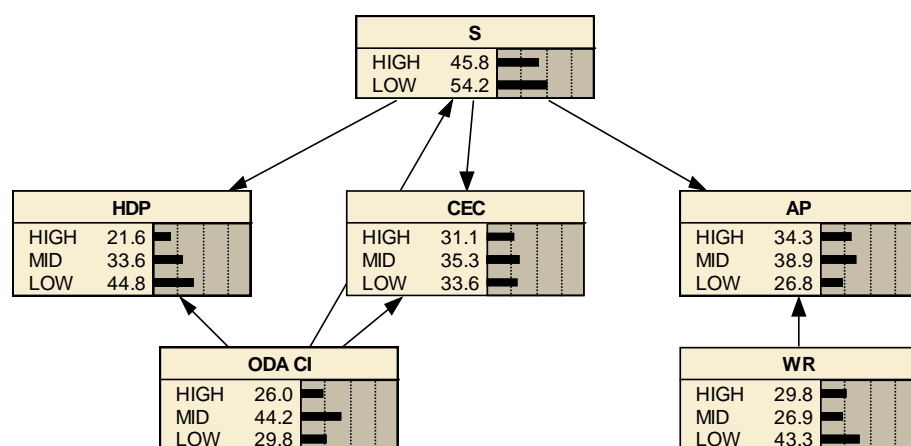 S
HIGH 45.8
LOW 54.2
HDP
HIGH 21.6
MID 33.6
LOW 44.8
CEC
HIGH 31.1
MID 35.3
LOW 33.6
AP
HIGH 34.3
MID 38.9
LOW 26.8
ODA CI
HIGH 26.0
MID 44.2
LOW 29.8
WR
HIGH 29.8
MID 26.9
LOW 43.3